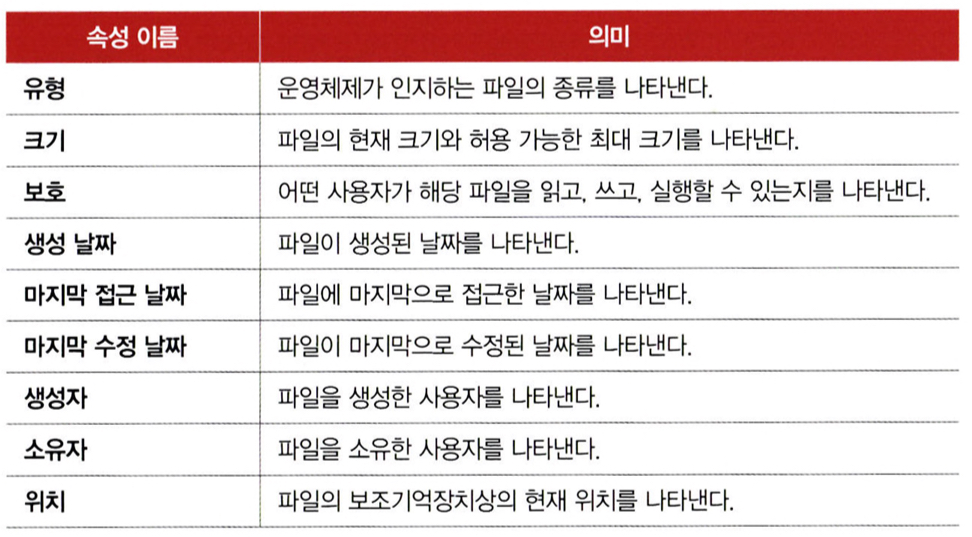 속성 이름 의미
유형 운영체제가 인지하는 파일의 종류를 나타낸다.
크기 파일의 현재 크기와 허용 가능한 최대 크기를 나타낸다.
보호 어떤 사용자가 해당 파일을 읽고, 쓰고, 실행할 수 있는지를 나타낸다.
생성 날짜 파일이 생성된 날짜를 나타낸다.
마지막 접근 날짜 파일에 마지막으로 접근한 날짜를 나타낸다.
마지막 수정 날짜 파일이 마지막으로 수정된 날짜를 나타낸다.
생성자 파일을 생성한 사용자를 나타낸다.
소유자 파일을 소유한 사용자를 나타낸다.
위치 파일의 보조기억장치상의 현재 위치를 나타낸다.